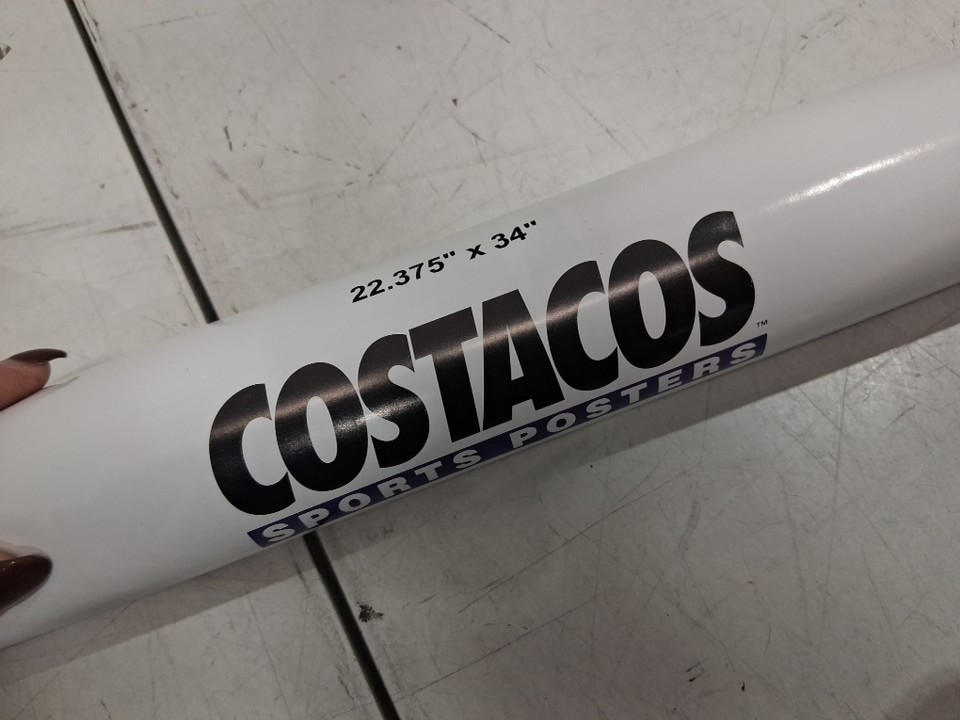 22.375" x 34"
COSTACOS™
SPORTS POSTERS